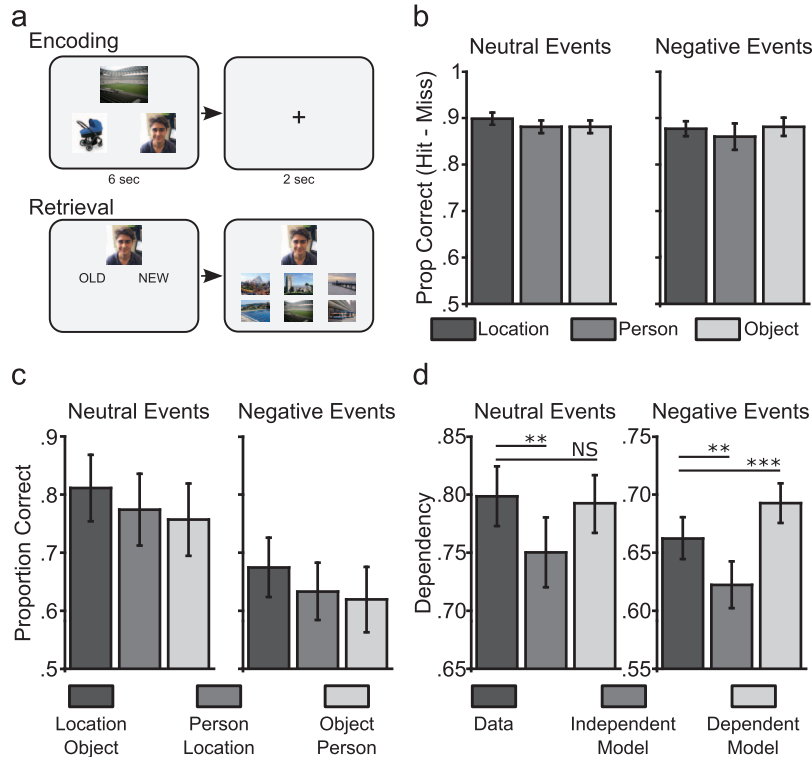 a
Encoding
+
6 sec
2 sec
Retrieval
OLD NEW
b
Neutral Events Negative Events
Prop Correct (Hit - Miss)
1
.9
.8
.7
.6
.5
Location Person Object
c
Neutral Events Negative Events
Proportion Correct
.9
.8
.7
.6
.5
Location Object
Person Location
Object Person
d
Neutral Events Negative Events
Dependency
.85
.80
.75
.70
.65
** NS
.75
.70
.65
.60
.55
** ***
Data
Independent Model
Dependent Model